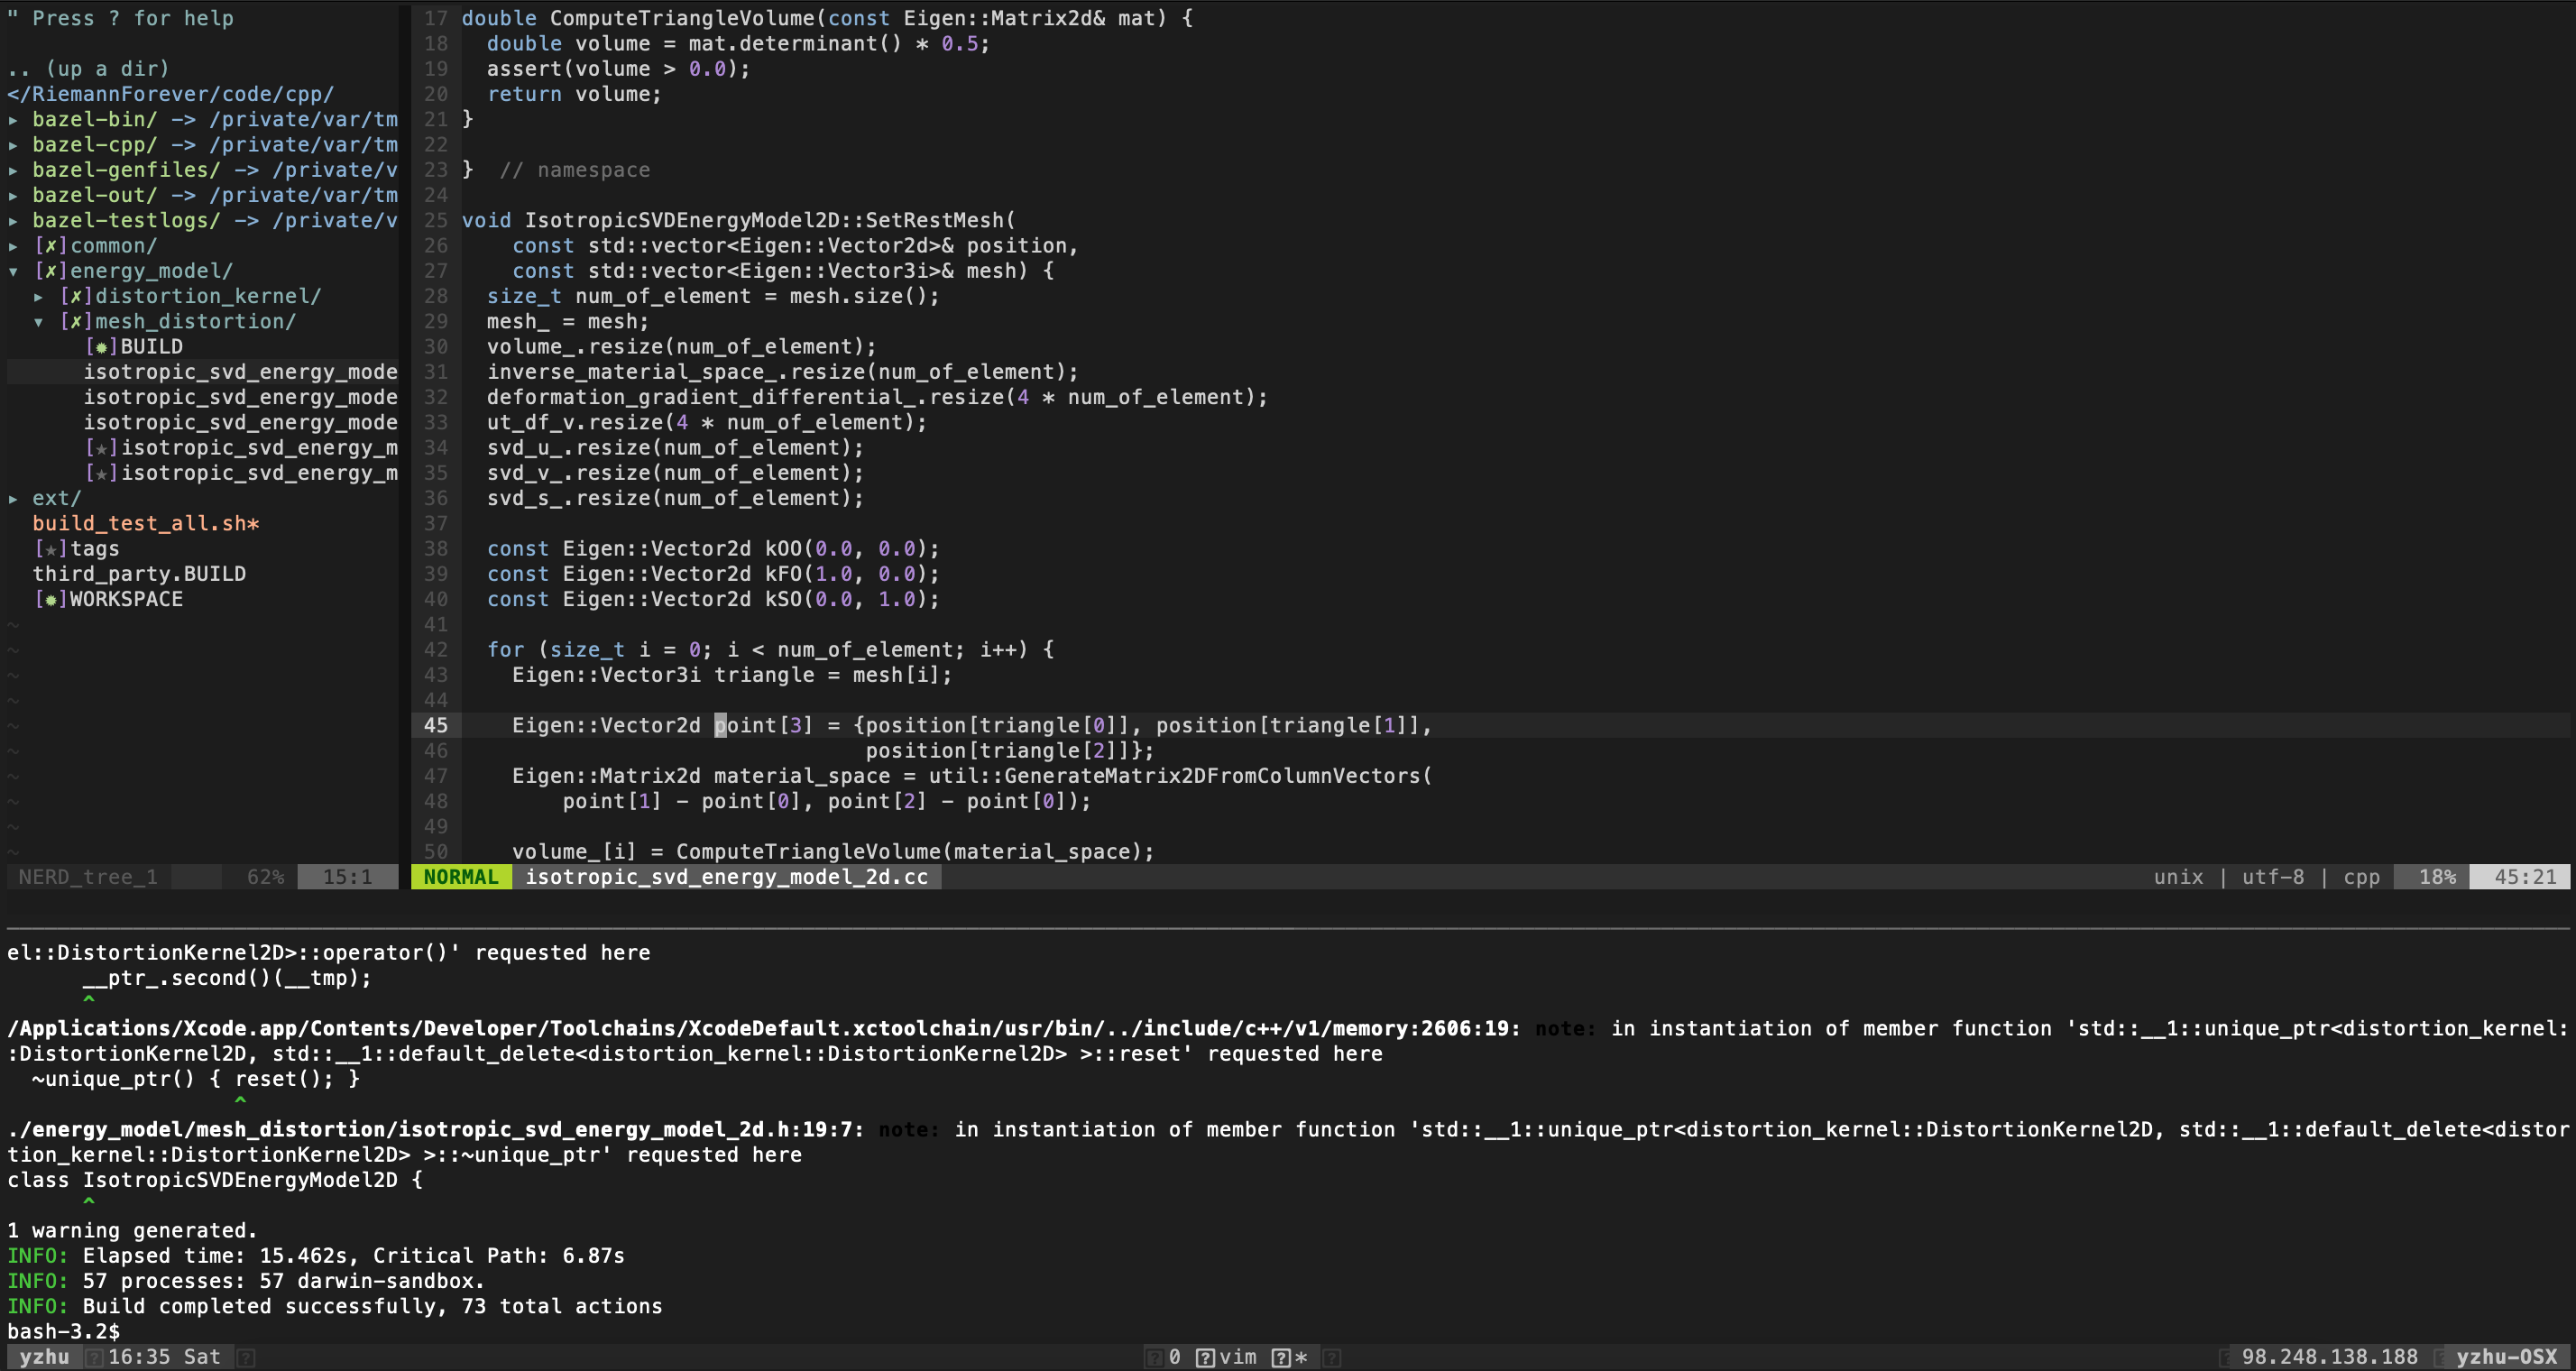 " Press ? for help
.. (up a dir)
</RiemannForever/code/cpp/
▸ bazel-bin/ -> /private/var/tm
▸ bazel-cpp/ -> /private/var/tm
▸ bazel-genfiles/ -> /private/v
▸ bazel-out/ -> /private/var/tm
▸ bazel-testlogs/ -> /private/v
▸ [✗]common/
▾ [✗]energy_model/
▸ [✗]distortion_kernel/
▾ [✗]mesh_distortion/
[✹]BUILD
isotropic_svd_energy_mode
isotropic_svd_energy_mode
isotropic_svd_energy_mode
[★]isotropic_svd_energy_m
[★]isotropic_svd_energy_m
▸ ext/
build_test_all.sh*
[★]tags
third_party.BUILD
[✹]WORKSPACE
~
~
~
~
~
~
~
~
~
~
NERD_tree_1 62% 15:1
17 double ComputeTriangleVolume(const Eigen::Matrix2d& mat) {
18 double volume = mat.determinant() * 0.5;
19 assert(volume > 0.0);
20 return volume;
21 }
22
23 } // namespace
24
25 void IsotropicSVDEnergyModel2D::SetRestMesh(
26 const std::vector<Eigen::Vector2d>& position,
27 const std::vector<Eigen::Vector3i>& mesh) {
28 size_t num_of_element = mesh.size();
29 mesh_ = mesh;
30 volume_.resize(num_of_element);
31 inverse_material_space_.resize(num_of_element);
32 deformation_gradient_differential_.resize(4 * num_of_element);
33 ut_df_v.resize(4 * num_of_element);
34 svd_u_.resize(num_of_element);
35 svd_v_.resize(num_of_element);
36 svd_s_.resize(num_of_element);
37
38 const Eigen::Vector2d kOO(0.0, 0.0);
39 const Eigen::Vector2d kFO(1.0, 0.0);
40 const Eigen::Vector2d kSO(0.0, 1.0);
41
42 for (size_t i = 0; i < num_of_element; i++) {
43 Eigen::Vector3i triangle = mesh[i];
44
45 Eigen::Vector2d point[3] = {position[triangle[0]], position[triangle[1]],
46 position[triangle[2]]};
47 Eigen::Matrix2d material_space = util::GenerateMatrix2DFromColumnVectors(
48 point[1] - point[0], point[2] - point[0]);
49
50 volume_[i] = ComputeTriangleVolume(material_space);
NORMAL isotropic_svd_energy_model_2d.cc unix | utf-8 | cpp 18% 45:21
el::DistortionKernel2D>::operator()' requested here
__ptr_.second()(__tmp);
^
/Applications/Xcode.app/Contents/Developer/Toolchains/XcodeDefault.xctoolchain/usr/bin/../include/c++/v1/memory:2606:19: note: in instantiation of member function 'std::__1::unique_ptr<distortion_kernel:
:DistortionKernel2D, std::__1::default_delete<distortion_kernel::DistortionKernel2D> >::reset' requested here
~unique_ptr() { reset(); }
^
./energy_model/mesh_distortion/isotropic_svd_energy_model_2d.h:19:7: note: in instantiation of member function 'std::__1::unique_ptr<distortion_kernel::DistortionKernel2D, std::__1::default_delete<distor
tion_kernel::DistortionKernel2D> >::~unique_ptr' requested here
class IsotropicSVDEnergyModel2D {
^
1 warning generated.
INFO: Elapsed time: 15.462s, Critical Path: 6.87s
INFO: 57 processes: 57 darwin-sandbox.
INFO: Build completed successfully, 73 total actions
bash-3.2$
yzhu 16:35 Sat 0 vim * 98.248.138.188 yzhu-OSX